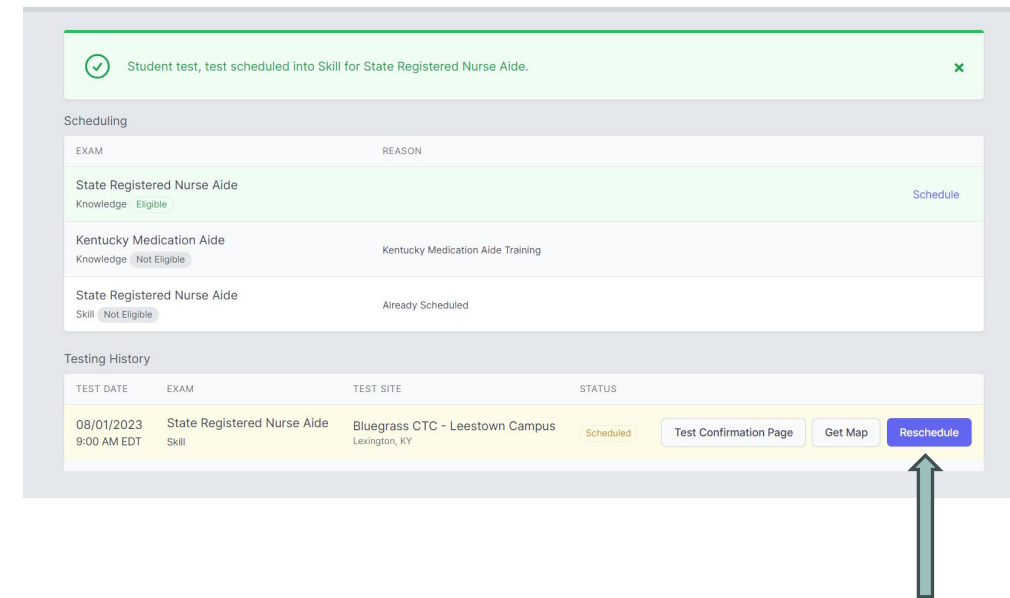 Student test, test scheduled into Skill for State Registered Nurse Aide.
Scheduling
EXAM REASON
State Registered Nurse Aide
Knowledge Eligible
Schedule
Kentucky Medication Aide
Knowledge Not Eligible
Kentucky Medication Aide Training
State Registered Nurse Aide
Skill Not Eligible
Already Scheduled
Testing History
TEST DATE EXAM TEST SITE STATUS
08/01/2023
9:00 AM EDT
State Registered Nurse Aide
Skill
Bluegrass CTC - Leestown Campus
Lexington, KY
Scheduled
Test Confirmation Page
Get Map
Reschedule